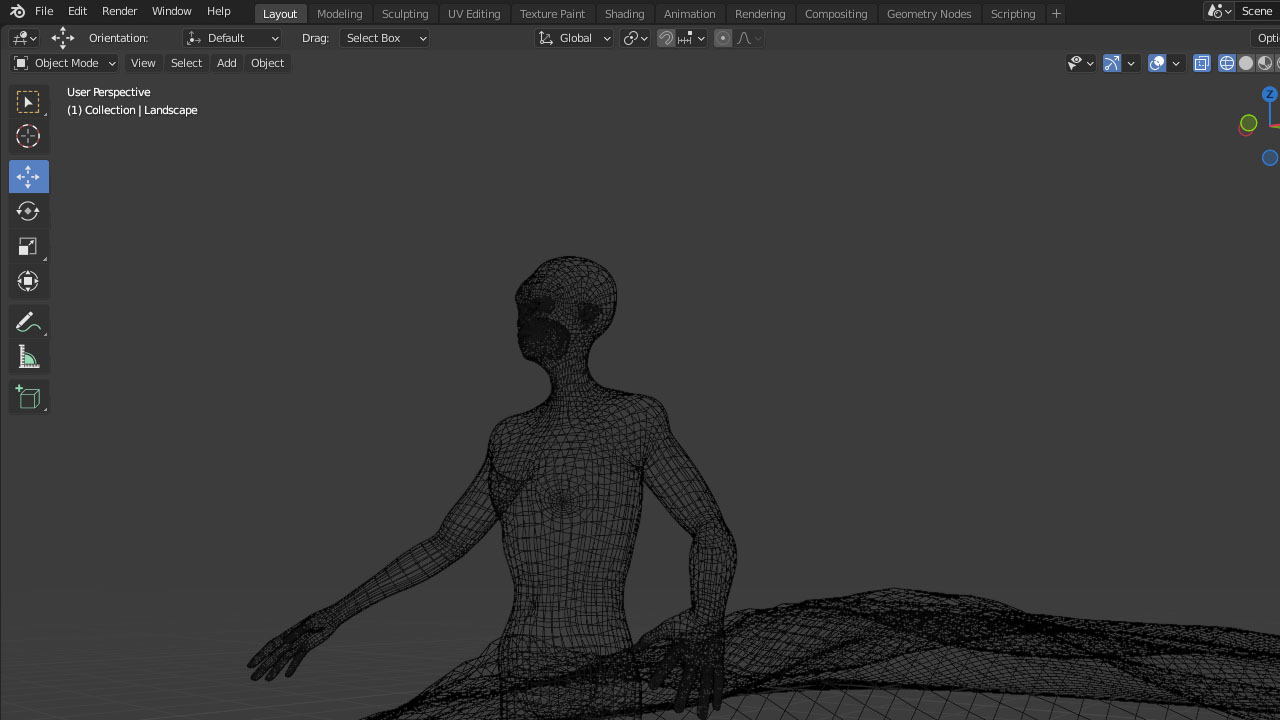 File Edit Render Window Help Layout Modeling Sculpting UV Editing Texture Paint Shading Animation Rendering Compositing Geometry Nodes Scripting + Scene
Orientation: Default Drag: Select Box Global
Object Mode View Select Add Object
User Perspective
(1) Collection | Landscape
Z